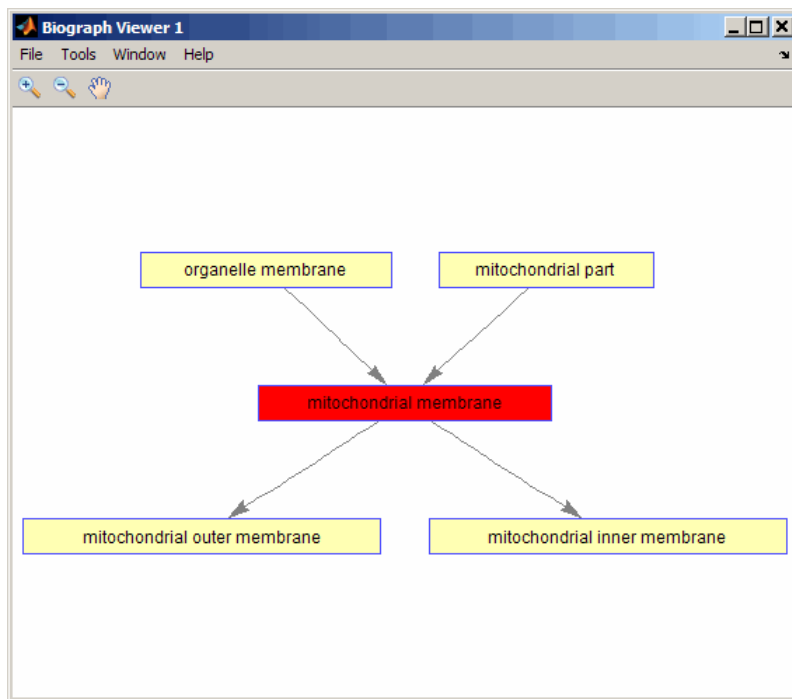 Biograph Viewer 1
File Tools Window Help
organelle membrane
mitochondrial part
mitochondrial membrane
mitochondrial outer membrane
mitochondrial inner membrane